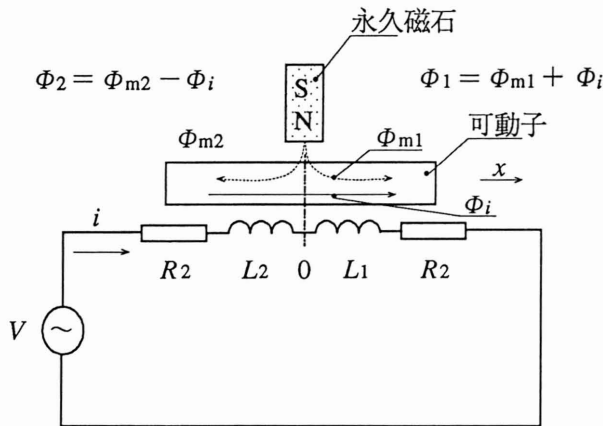 永久磁石
Φ2 = Φm2 − Φi
Φ1 = Φm1 + Φi
S
N
Φm2
Φm1
可動子
x
Φi
i
R2
L2
0
L1
R2
V
~